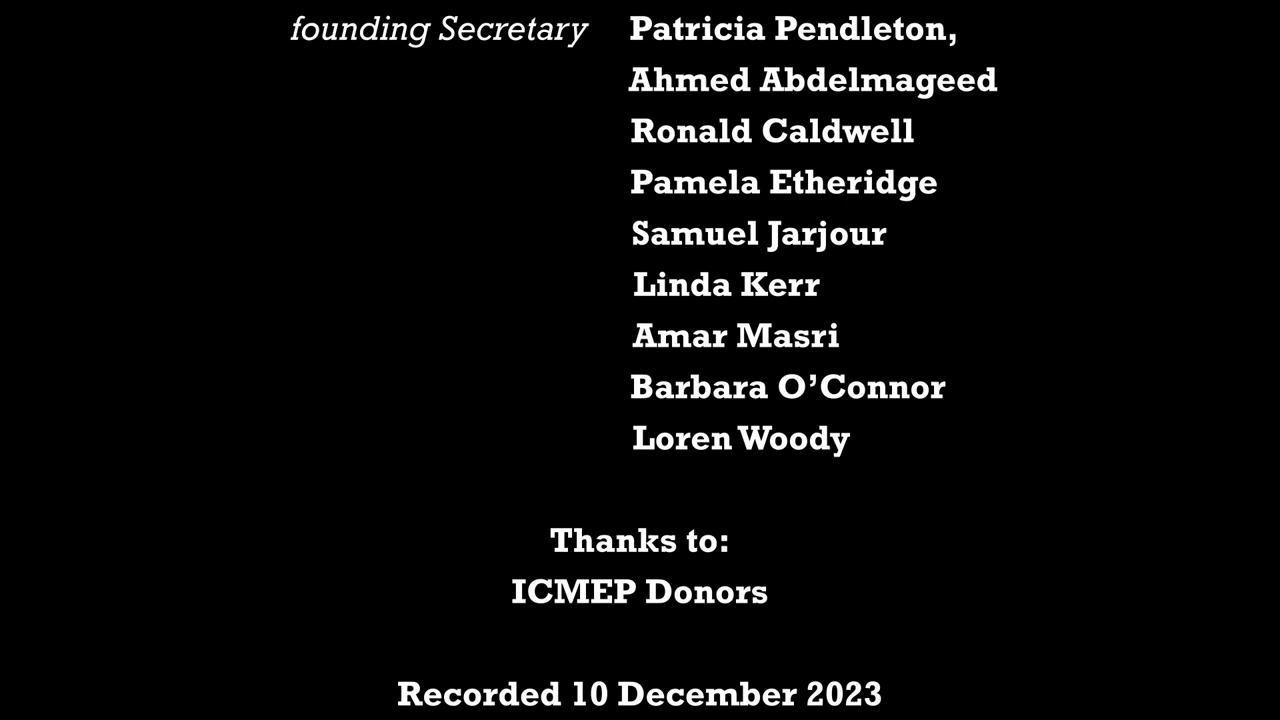 founding Secretary Patricia Pendleton,
Ahmed Abdelmageed
Ronald Caldwell
Pamela Etheridge
Samuel Jarjour
Linda Kerr
Amar Masri
Barbara O’Connor
Loren Woody
Thanks to:
ICMEP Donors
Recorded 10 December 2023